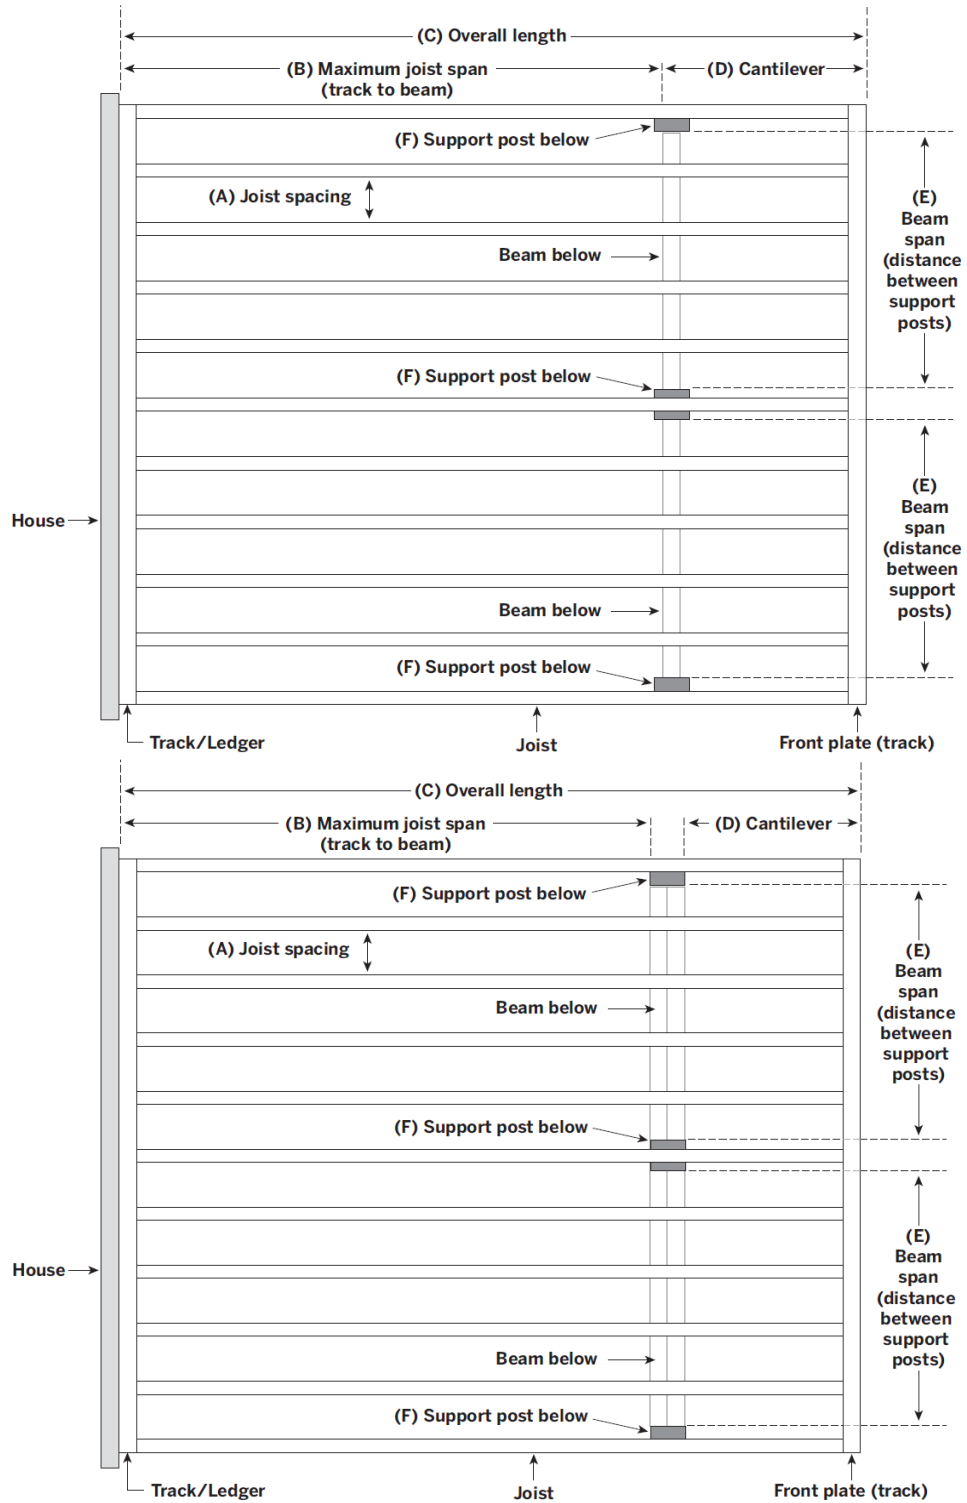 (C) Overall length
(B) Maximum joist span
(track to beam)
(D) Cantilever
(F) Support post below
(A) Joist spacing
(E)
Beam
span
(distance
between
support
posts)
Beam below
(F) Support post below
(E)
Beam
span
(distance
between
support
posts)
House
Beam below
(F) Support post below
Track/Ledger
Joist
Front plate (track)
(C) Overall length
(B) Maximum joist span
(track to beam)
(D) Cantilever
(F) Support post below
(A) Joist spacing
(E)
Beam
span
(distance
between
support
posts)
Beam below
(F) Support post below
(E)
Beam
span
(distance
between
support
posts)
House
Beam below
(F) Support post below
Track/Ledger
Joist
Front plate (track)